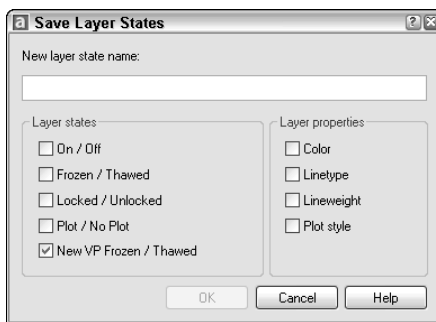 a Save Layer States
New layer state name:
Layer states
On / Off
Frozen / Thawed
Locked / Unlocked
Plot / No Plot
New VP Frozen / Thawed
Layer properties
Color
Linetype
Lineweight
Plot style
OK
Cancel
Help